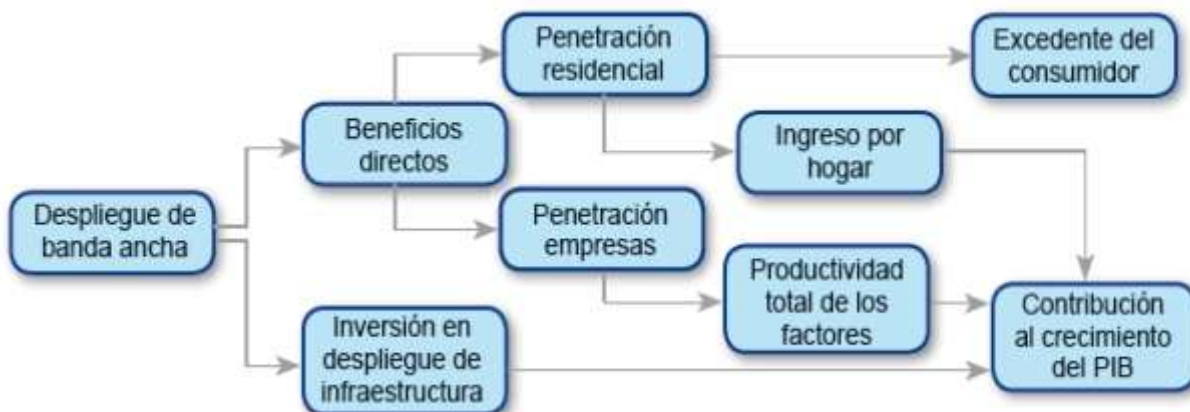 Penetración
residencial
Excedente del
consumidor
Beneficios
directos
Ingreso por
hogar
Despliegue de
banda ancha
Penetración
empresas
Productividad
total de los
factores
Inversión en
despliegue de
infraestructura
Contribución
al crecimiento
del PIB